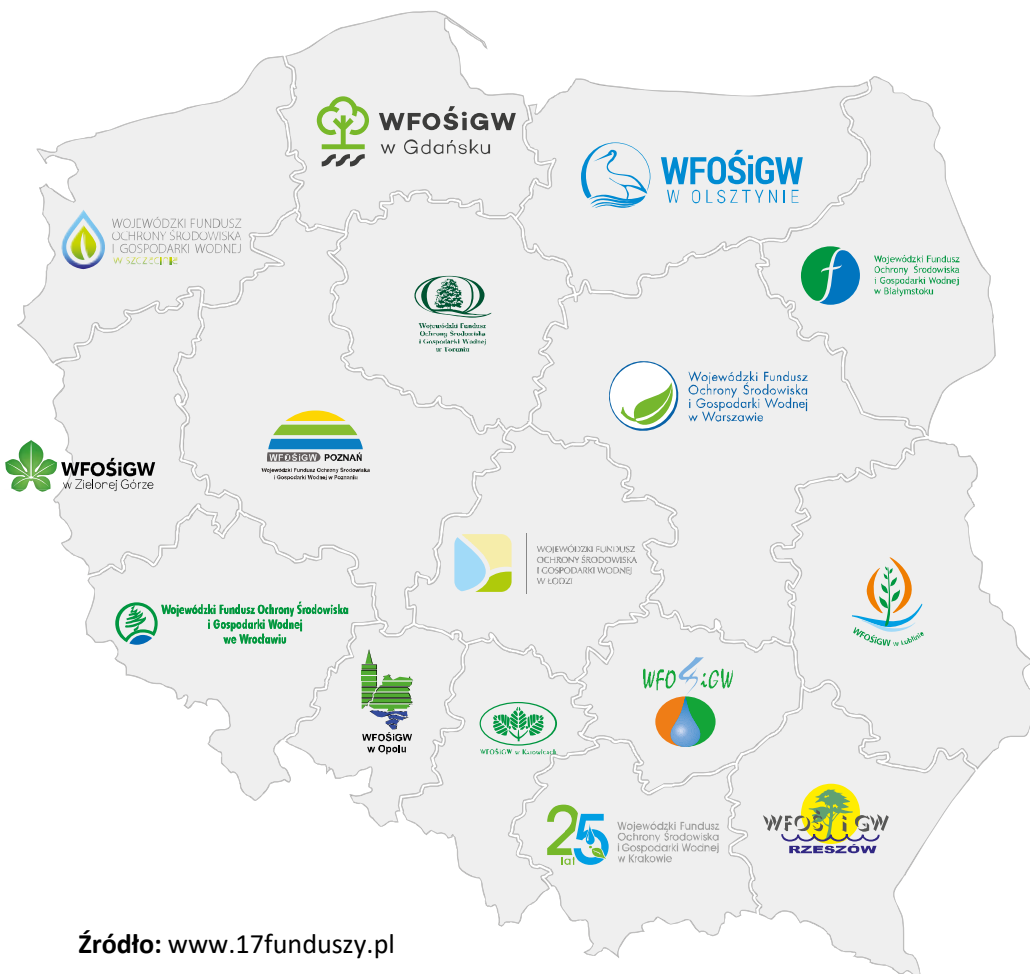 WFOŚiGW
w Gdańsku
WFOŚiGW
W OLSZTYNIE
WOJEWÓDZKI FUNDUSZ
OCHRONY ŚRODOWISKA
I GOSPODARKI WODNEJ
W SZCZECINIE
Wojewódzki Fundusz
Ochrony Środowiska
i Gospodarki Wodnej
w Białymstoku
Wojewódzki Fundusz
Ochrony Środowiska
i Gospodarki Wodnej
w Toruniu
Wojewódzki Fundusz
Ochrony Środowiska
i Gospodarki Wodnej
w Warszawie
WFOŚiGW POZNAŃ
Wojewódzki Fundusz Ochrony Środowiska
i Gospodarki Wodnej w Poznaniu
WFOŚiGW
w Zielonej Górze
WOJEWÓDZKI FUNDUSZ
OCHRONY ŚRODOWISKA
I GOSPODARKI WODNEJ
W ŁODZI
Wojewódzki Fundusz Ochrony Środowiska
i Gospodarki Wodnej
we Wrocławiu
WFOŚiGW w Lublinie
WFOŚiGW
w Opolu
WFOŚiGW
WFOŚiGW w Katowicach
25
lat
Wojewódzki Fundusz
Ochrony Środowiska
i Gospodarki Wodnej
w Krakowie
WFOŚiGW
RZESZÓW
Źródło: www.17funduszy.pl